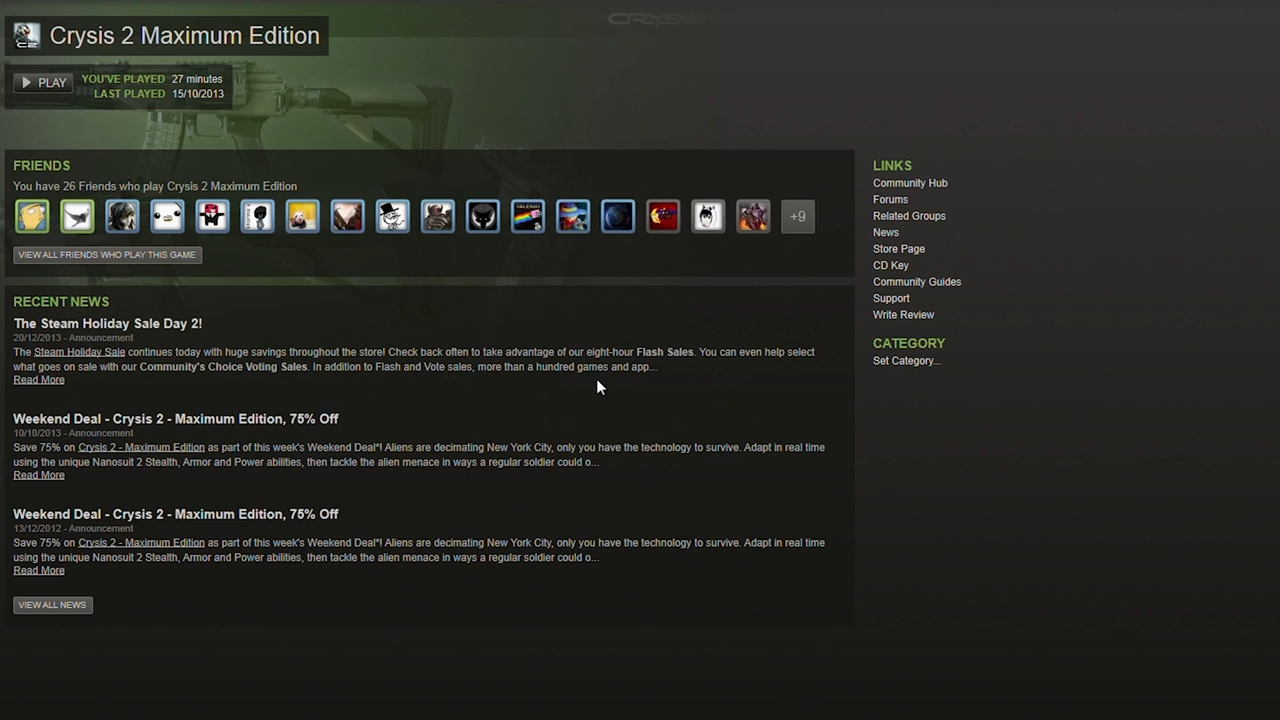 CRYSIS
Crysis 2 Maximum Edition
PLAY
YOU'VE PLAYED 27 minutes
LAST PLAYED 15/10/2013
FRIENDS
You have 26 Friends who play Crysis 2 Maximum Edition
+9
VIEW ALL FRIENDS WHO PLAY THIS GAME
RECENT NEWS
The Steam Holiday Sale Day 2!
20/12/2013 - Announcement
The Steam Holiday Sale continues today with huge savings throughout the store! Check back often to take advantage of our eight-hour Flash Sales. You can even help select
what goes on sale with our Community's Choice Voting Sales. In addition to Flash and Vote sales, more than a hundred games and app...
Read More
Weekend Deal - Crysis 2 - Maximum Edition, 75% Off
10/10/2013 - Announcement
Save 75% on Crysis 2 - Maximum Edition as part of this week's Weekend Deal*! Aliens are decimating New York City, only you have the technology to survive. Adapt in real time
using the unique Nanosuit 2 Stealth, Armor and Power abilities, then tackle the alien menace in ways a regular soldier could o...
Read More
Weekend Deal - Crysis 2 - Maximum Edition, 75% Off
13/12/2012 - Announcement
Save 75% on Crysis 2 - Maximum Edition as part of this week's Weekend Deal*! Aliens are decimating New York City, only you have the technology to survive. Adapt in real time
using the unique Nanosuit 2 Stealth, Armor and Power abilities, then tackle the alien menace in ways a regular soldier could o...
Read More
VIEW ALL NEWS
LINKS
Community Hub
Forums
Related Groups
News
Store Page
CD Key
Community Guides
Support
Write Review
CATEGORY
Set Category...